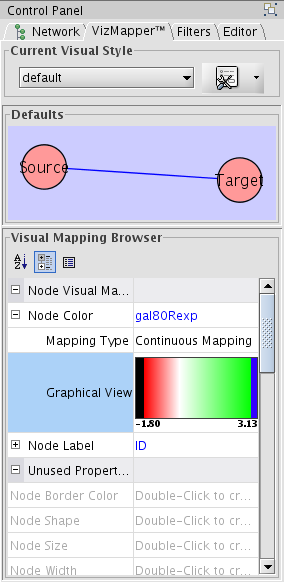 Control Panel
Network VizMapper™ Filters Editor
Current Visual Style
default
Defaults
Source
Target
Visual Mapping Browser
Node Visual Ma...
Node Color gal80Rexp
Mapping Type Continuous Mapping
Graphical View
-1.80 3.13
Node Label ID
Unused Propert...
Node Border Color Double-Click to cr...
Node Shape Double-Click to cr...
Node Size Double-Click to cr...
Node Width Double-Click to cr...